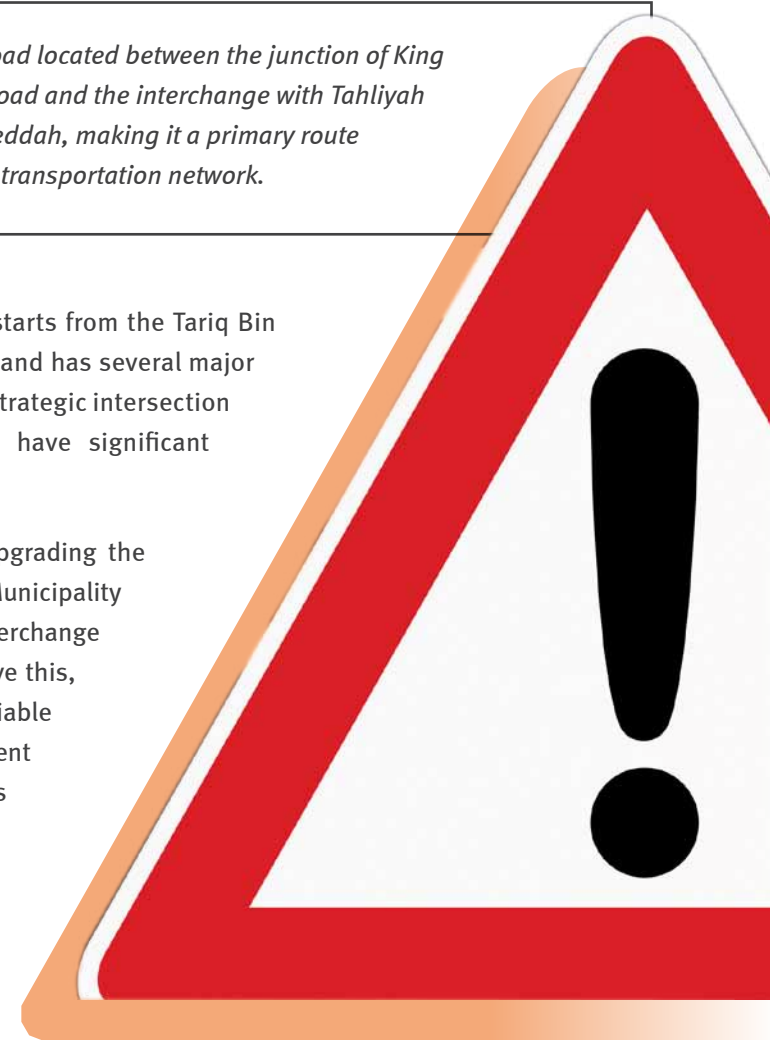 oad located between the junction of King
oad and the interchange with Tahliyah
eddah, making it a primary route
transportation network.
starts from the Tariq Bin
and has several major
trategic intersection
have significant
pgrading the
Municipality
erchange
ve this,
iable
ent
s